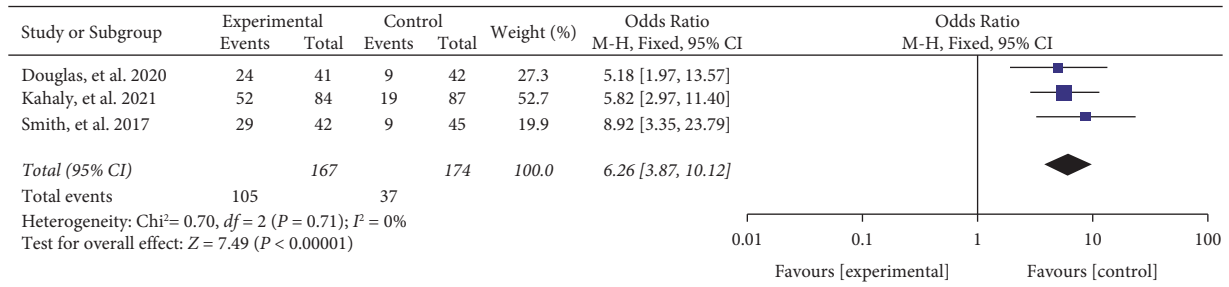 Study or Subgroup Experimental Control Weight (%) Odds Ratio Odds Ratio
Events Total Events Total M-H, Fixed, 95% CI M-H, Fixed, 95% CI
Douglas, et al. 2020 24 41 9 42 27.3 5.18 [1.97, 13.57]
Kahaly, et al. 2021 52 84 19 87 52.7 5.82 [2.97, 11.40]
Smith, et al. 2017 29 42 9 45 19.9 8.92 [3.35, 23.79]
Total (95% CI) 167 174 100.0 6.26 [3.87, 10.12]
Total events 105 37
Heterogeneity: Chi²= 0.70, df = 2 (P = 0.71); I² = 0%
Test for overall effect: Z = 7.49 (P < 0.00001)
0.01 0.1 1 10 100
Favours [experimental] Favours [control]